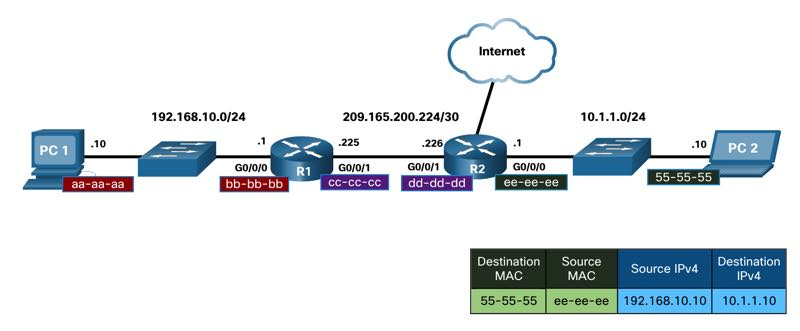 Internet
192.168.10.0/24
209.165.200.224/30
10.1.1.0/24
PC 1
.10
.1
R1
.225
.226
R2
.1
.10
PC 2
G0/0/0
G0/0/1
G0/0/1
G0/0/0
aa-aa-aa
bb-bb-bb
cc-cc-cc
dd-dd-dd
ee-ee-ee
55-55-55
Destination MAC
Source MAC
Source IPv4
Destination IPv4
55-55-55
ee-ee-ee
192.168.10.10
10.1.1.10